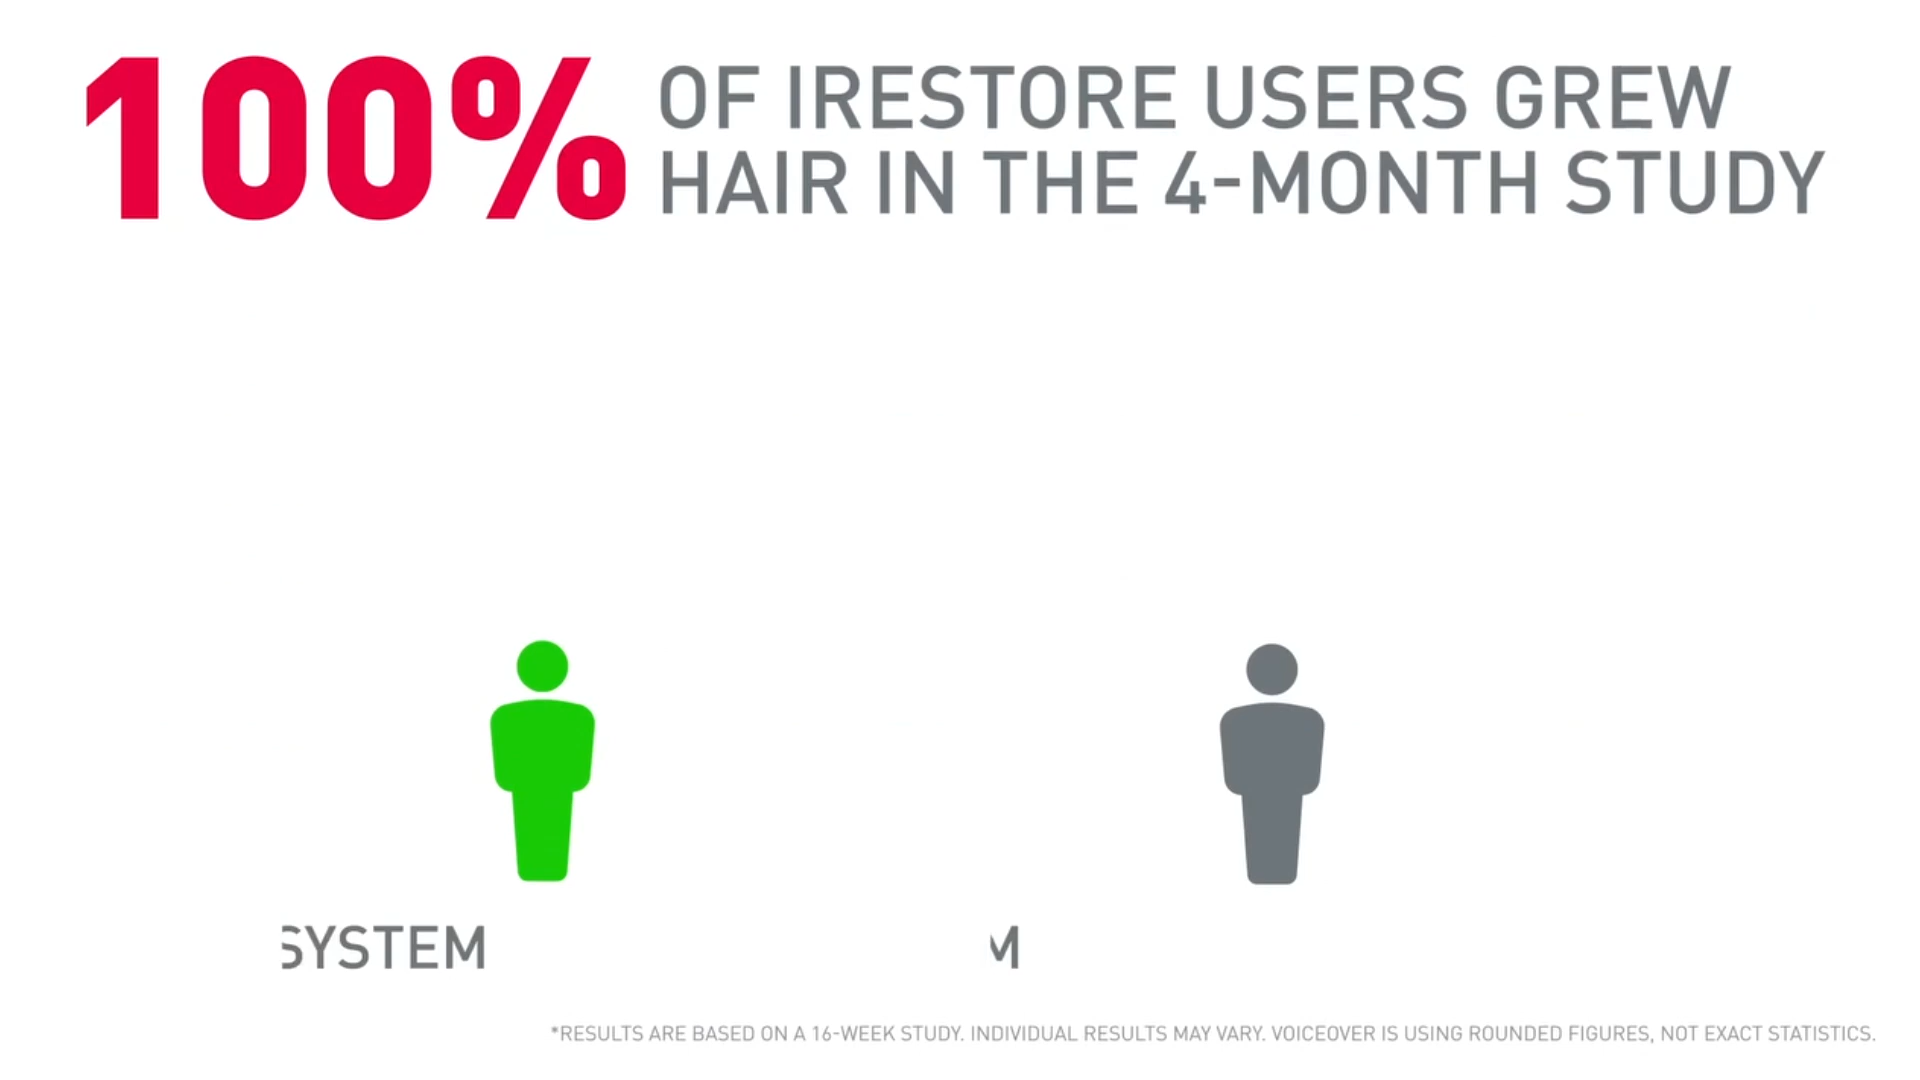 100% OF IRESTORE USERS GREW
HAIR IN THE 4-MONTH STUDY
SYSTEM
M
*RESULTS ARE BASED ON A 16-WEEK STUDY. INDIVIDUAL RESULTS MAY VARY. VOICEOVER IS USING ROUNDED FIGURES, NOT EXACT STATISTICS.